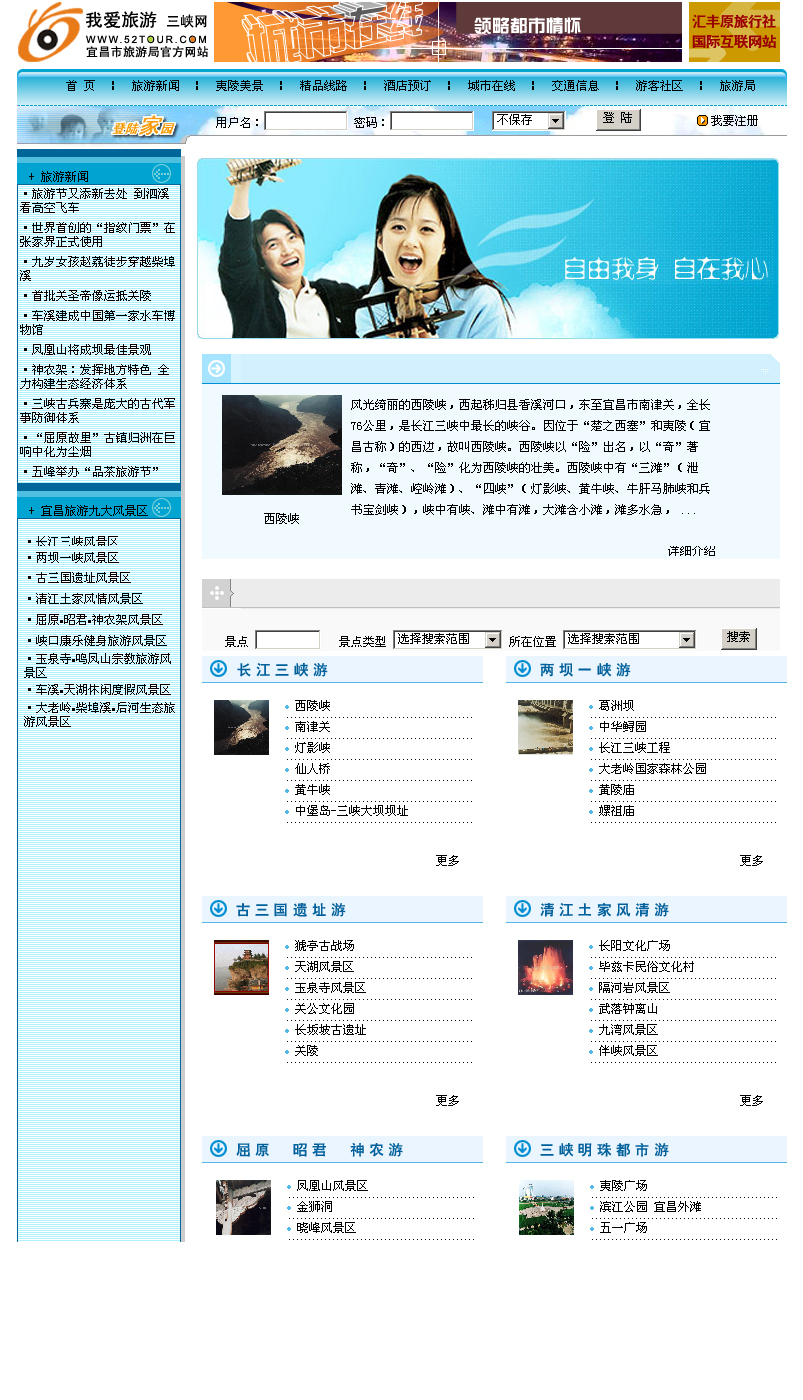 我爱旅游 三峡网
www.52TOUR.COM
宜昌市旅游局官方网站
城市在线
领略都市情怀
汇丰原旅行社
国际互联网站
首 页 旅游新闻 夷陵美景 精品线路 酒店预订 城市在线 交通信息 游客社区 旅游局
登陆家园 用户名： 密码： 不保存 登 陆 我要注册
+ 旅游新闻
旅游节又添新去处 到泗溪
看高空飞车
世界首创的“指纹门票”在
张家界正式使用
九岁女孩赵荔徒步穿越柴埠
溪
首批关圣帝像运抵关陵
车溪建成中国第一家水车博
物馆
凤凰山将成坝最佳景观
神农架：发挥地方特色 全
力构建生态经济体系
三峡古兵寨是庞大的古代军
事防御体系
“屈原故里”古镇归洲在巨
响中化为尘烟
五峰举办“品茶旅游节”
+ 宜昌旅游九大风景区
长江三峡风景区
两坝一峡风景区
古三国遗址风景区
清江土家风情风景区
屈原•昭君•神农架风景区
峡口康乐健身旅游风景区
玉泉寺•鸣凤山宗教旅游风
景区
车溪•天湖休闲度假风景区
大老岭•柴埠溪•后河生态旅
游风景区
自由我身 自在我心
风光绮丽的西陵峡，西起秭归县香溪河口，东至宜昌市南津关，全长
76公里，是长江三峡中最长的峡谷。因位于“楚之西塞”和夷陵（宜
昌古称）的西边，故叫西陵峡。西陵峡以“险”出名，以“奇”著
称，“奇”、“险”化为西陵峡的壮美。西陵峡中有“三滩”（泄
滩、青滩、崆岭滩）、“四峡”（灯影峡、黄牛峡、牛肝马肺峡和兵
书宝剑峡），峡中有峡、滩中有滩，大滩含小滩，滩多水急， ...
西陵峡
详细介绍
景点 景点类型 选择搜索范围 所在位置 选择搜索范围 搜索
长江三峡游
西陵峡
南津关
灯影峡
仙人桥
黄牛峡
中堡岛-三峡大坝坝址
更多
两坝一峡游
葛洲坝
中华鲟园
长江三峡工程
大老岭国家森林公园
黄陵庙
嫘祖庙
更多
古三国遗址游
猇亭古战场
天湖风景区
玉泉寺风景区
关公文化园
长坂坡古遗址
关陵
更多
清江土家风清游
长阳文化广场
毕兹卡民俗文化村
隔河岩风景区
武落钟离山
九湾风景区
伴峡风景区
更多
屈原 昭君 神农游
凤凰山风景区
金狮洞
晓峰风景区
三峡明珠都市游
夷陵广场
滨江公园 宜昌外滩
五一广场